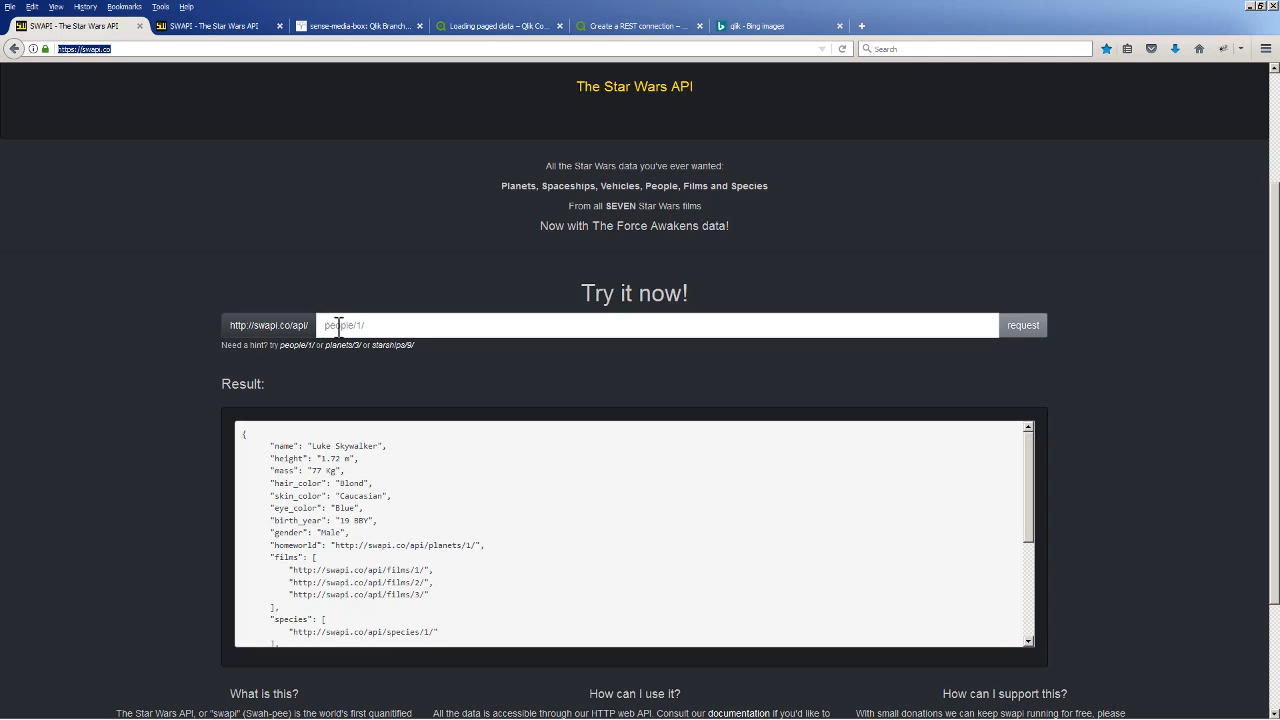 File Edit View History Bookmarks Tools Help
SWAPI - The Star Wars API × SWAPI - The Star Wars API × sense-media-box: Qlik Branch... × Loading paged data – Qlik Co... × Create a REST connection – ... × qlik - Bing images × +
https://swapi.co Search
The Star Wars API
All the Star Wars data you've ever wanted:
Planets, Spaceships, Vehicles, People, Films and Species
From all SEVEN Star Wars films
Now with The Force Awakens data!
Try it now!
http://swapi.co/api/ people/1/ request
Need a hint? try people/1/ or planets/3/ or starships/9/
Result:
{
"name": "Luke Skywalker",
"height": "1.72 m",
"mass": "77 Kg",
"hair_color": "Blond",
"skin_color": "Caucasian",
"eye_color": "Blue",
"birth_year": "19 BBY",
"gender": "Male",
"homeworld": "http://swapi.co/api/planets/1/",
"films": [
"http://swapi.co/api/films/1/",
"http://swapi.co/api/films/2/",
"http://swapi.co/api/films/3/"
],
"species": [
"http://swapi.co/api/species/1/"
],
What is this? How can I use it? How can I support this?
The Star Wars API, or "swapi" (Swah-pee) is the world's first quantified All the data is accessible through our HTTP web API. Consult our documentation if you'd like to With small donations we can keep swapi running for free, please